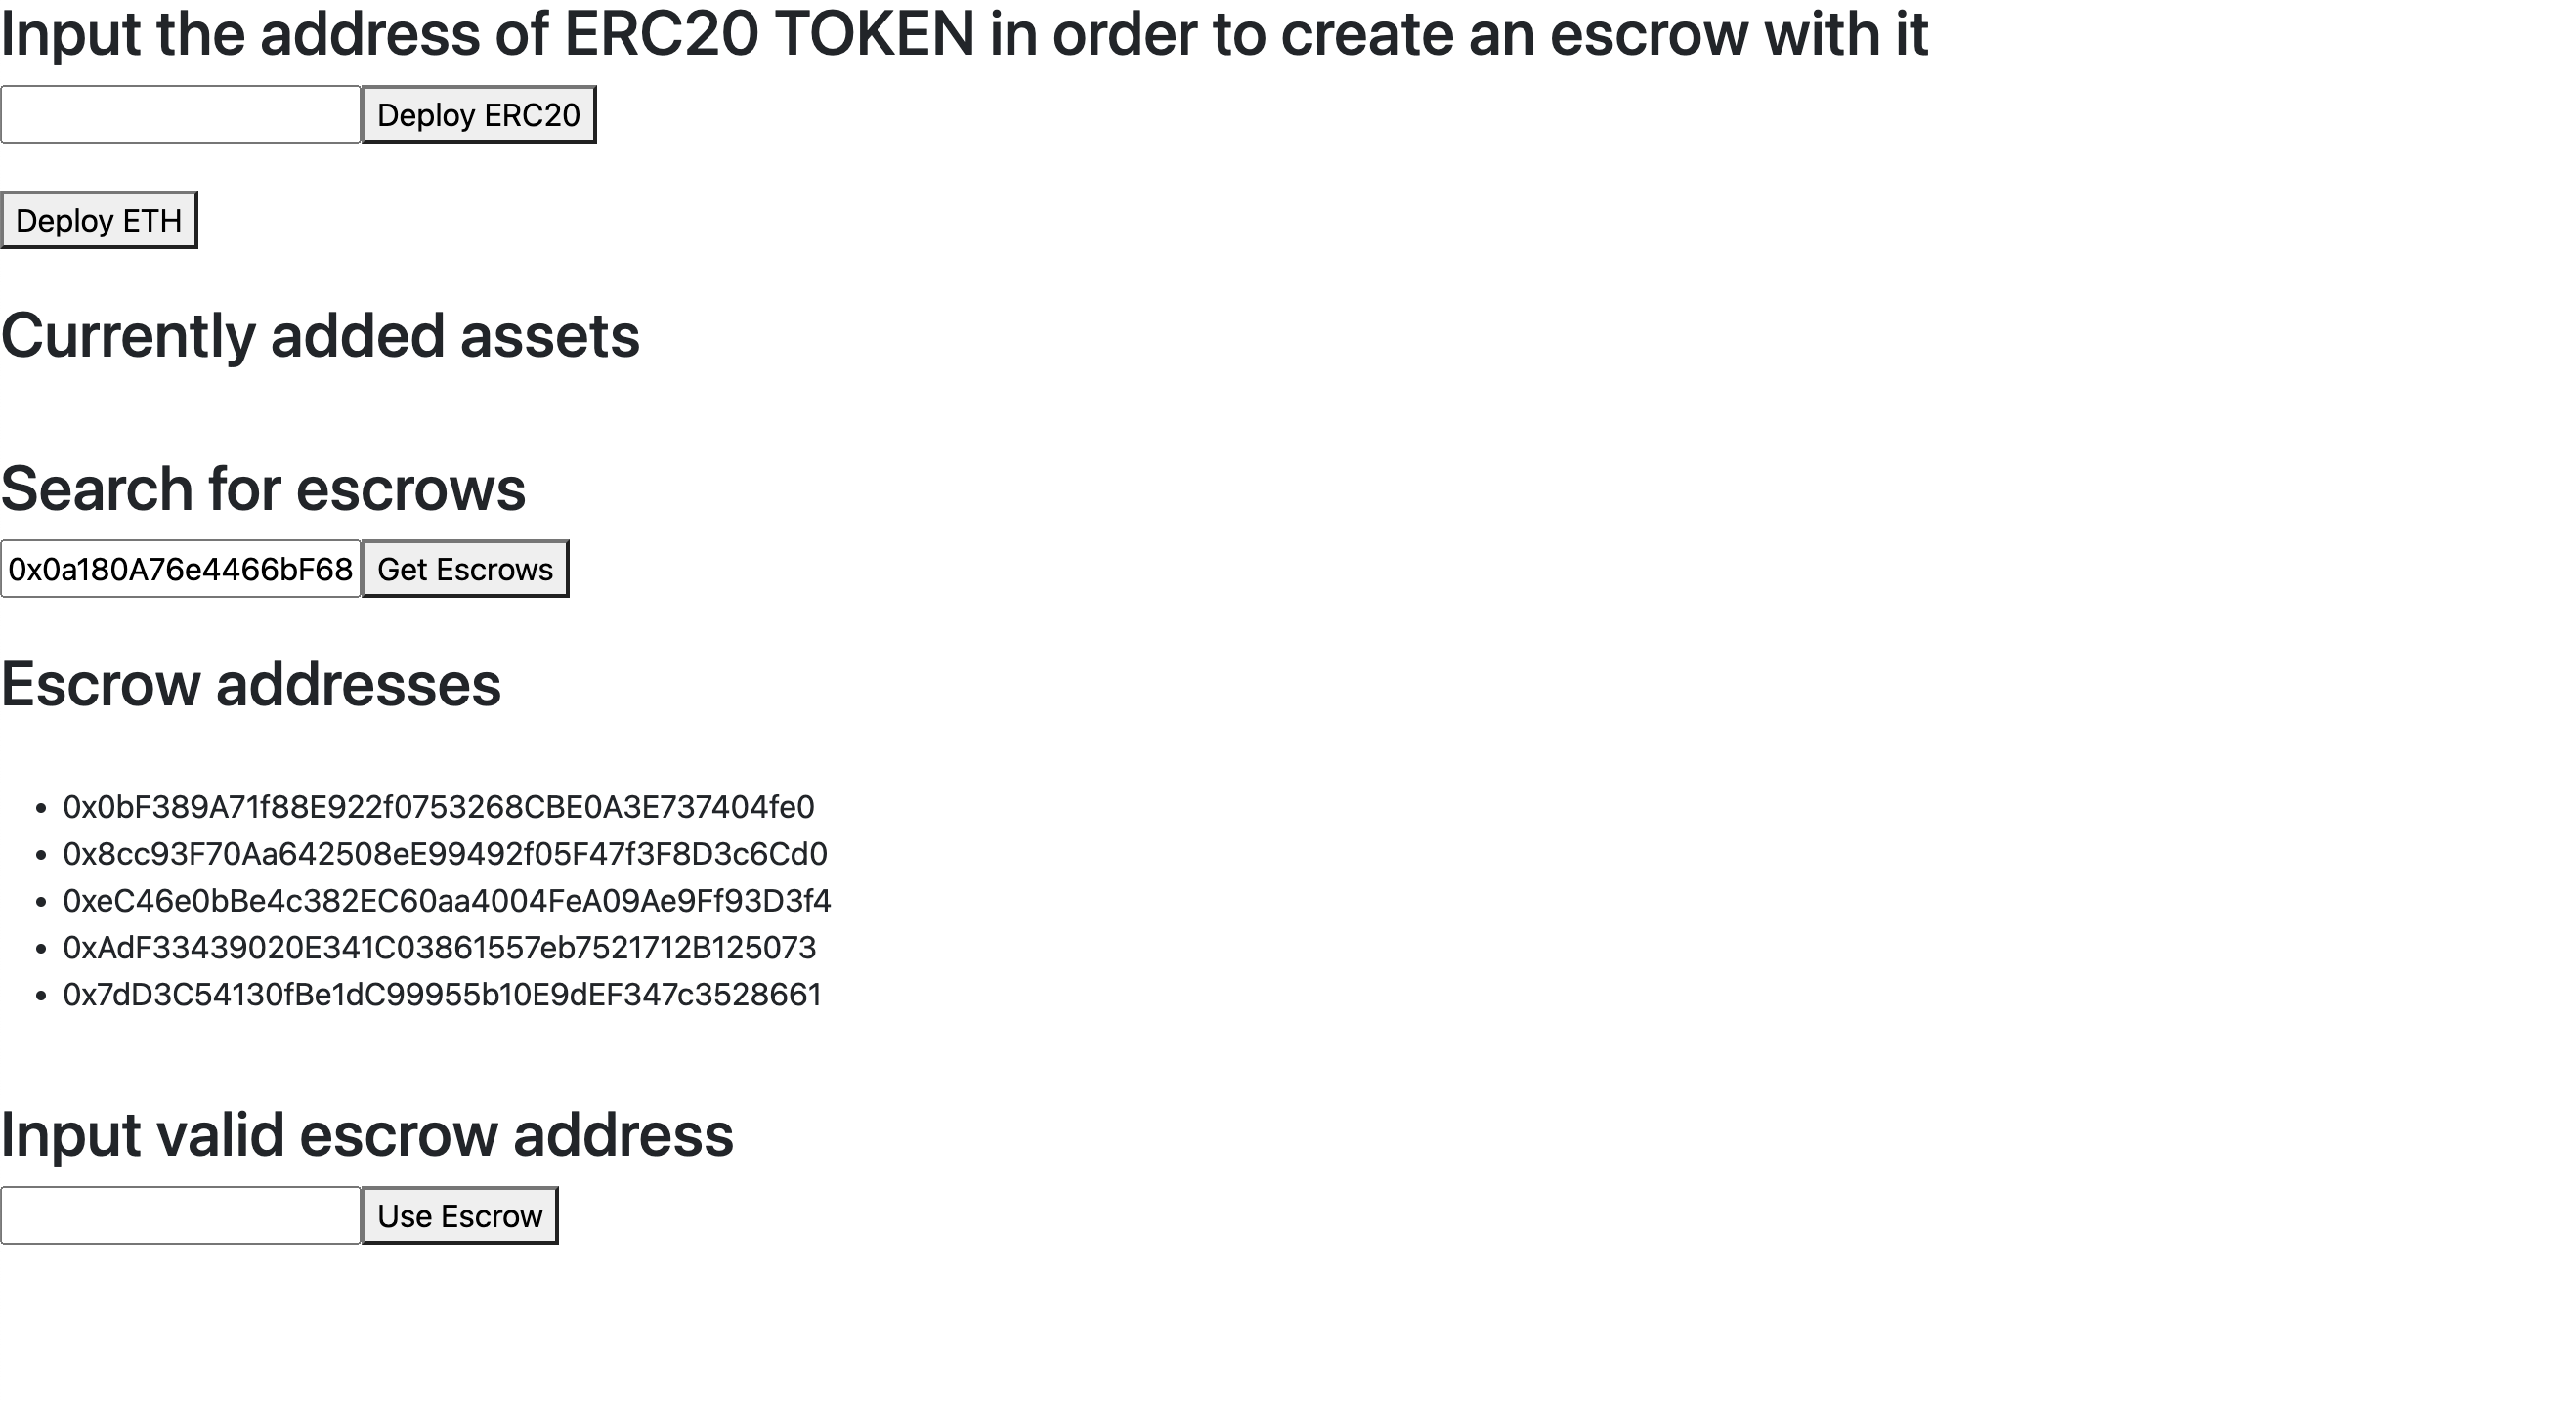 Input the address of ERC20 TOKEN in order to create an escrow with it
Deploy ERC20
Deploy ETH
Currently added assets
Search for escrows
0x0a180A76e4466bF68 Get Escrows
Escrow addresses
0x0bF389A71f88E922f0753268CBE0A3E737404fe0
0x8cc93F70Aa642508eE99492f05F47f3F8D3c6Cd0
0xeC46e0bBe4c382EC60aa4004FeA09Ae9Ff93D3f4
0xAdF33439020E341C03861557eb7521712B125073
0x7dD3C54130fBe1dC99955b10E9dEF347c3528661
Input valid escrow address
Use Escrow